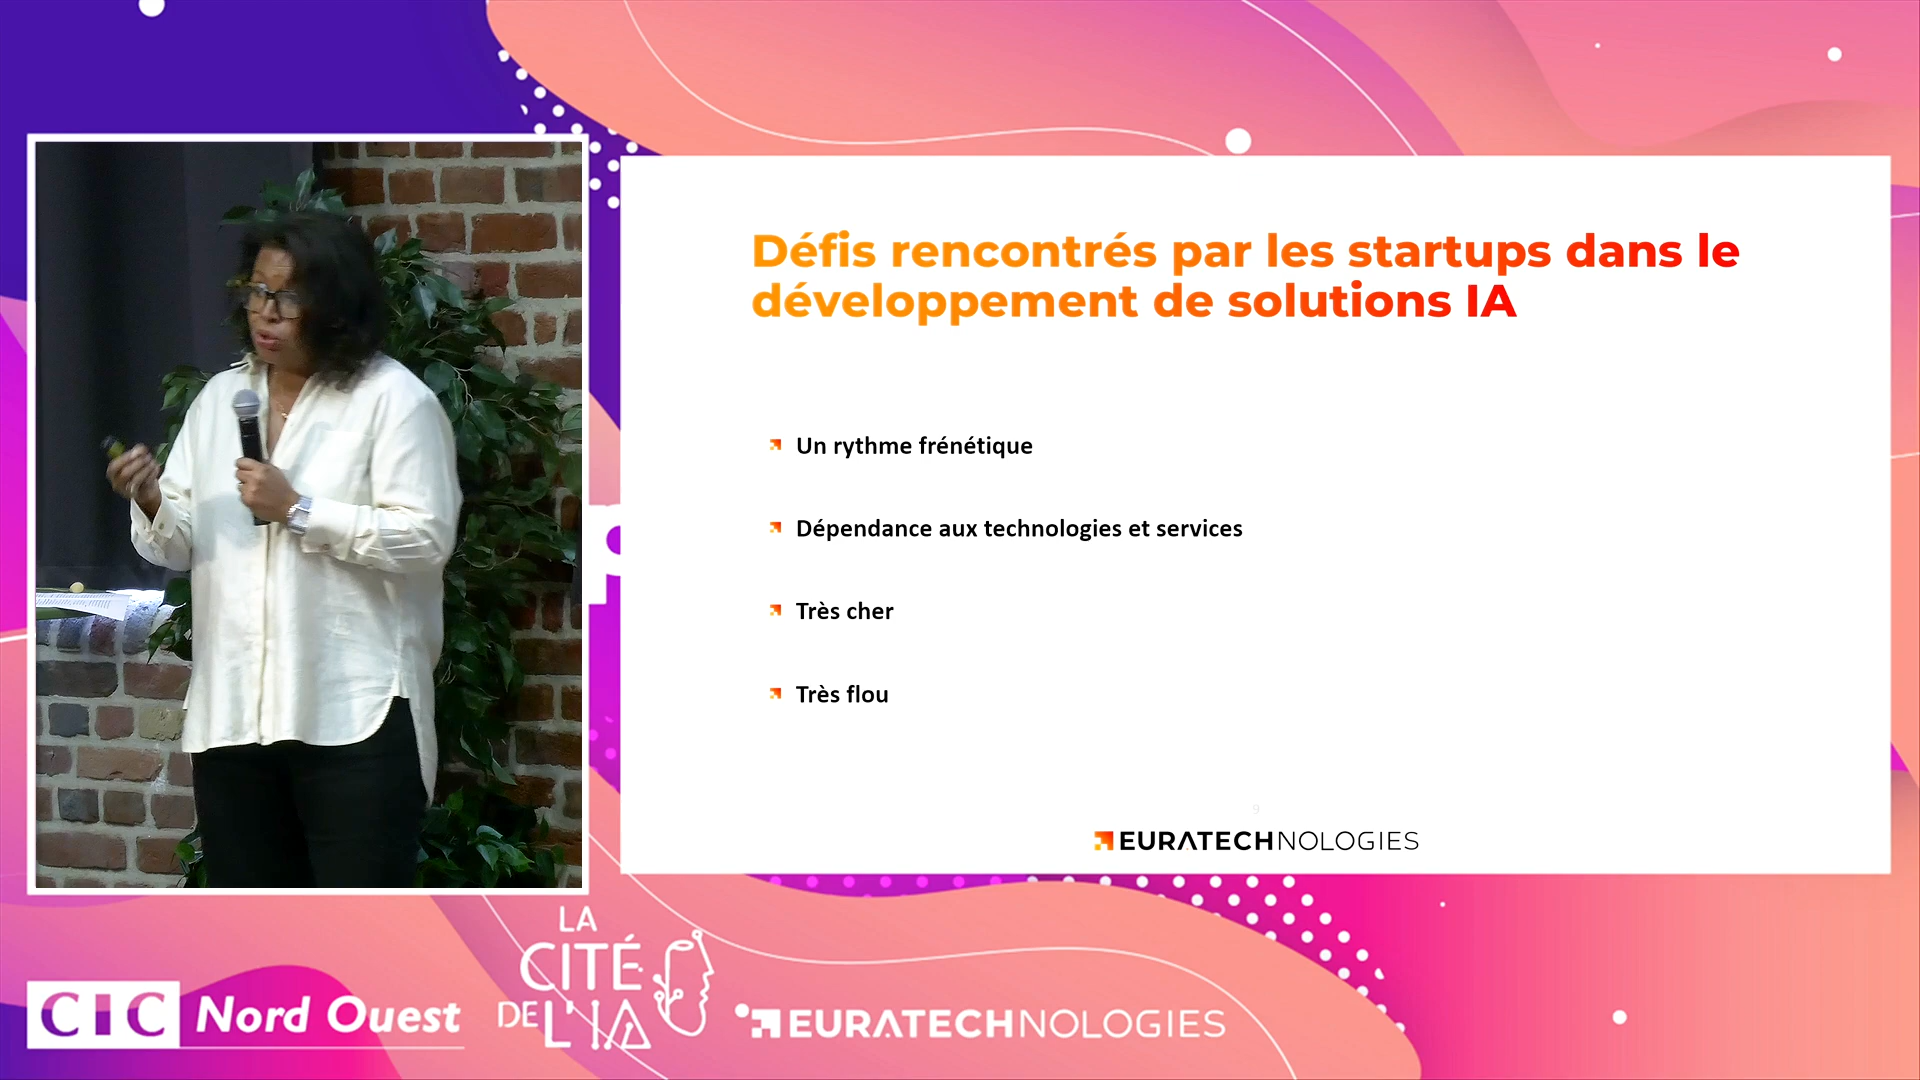 Défis rencontrés par les startups dans le
développement de solutions IA
Un rythme frénétique
Dépendance aux technologies et services
Très cher
Très flou
9
EURATECHNOLOGIES
LA
CITÉ
DE L'IA
CIC Nord Ouest
EURATECHNOLOGIES